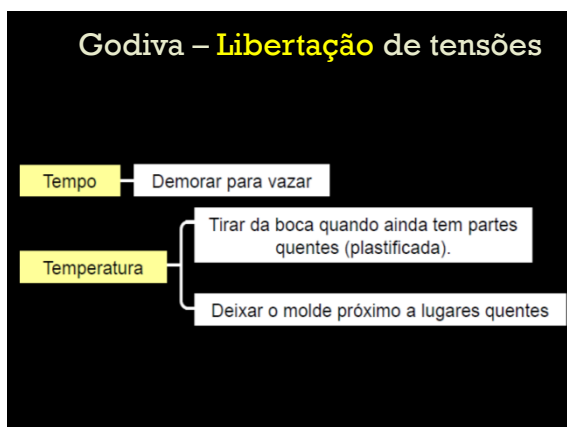 Godiva – Libertação de tensões
Tempo
Demorar para vazar
Temperatura
Tirar da boca quando ainda tem partes
quentes (plastificada).
Deixar o molde próximo a lugares quentes